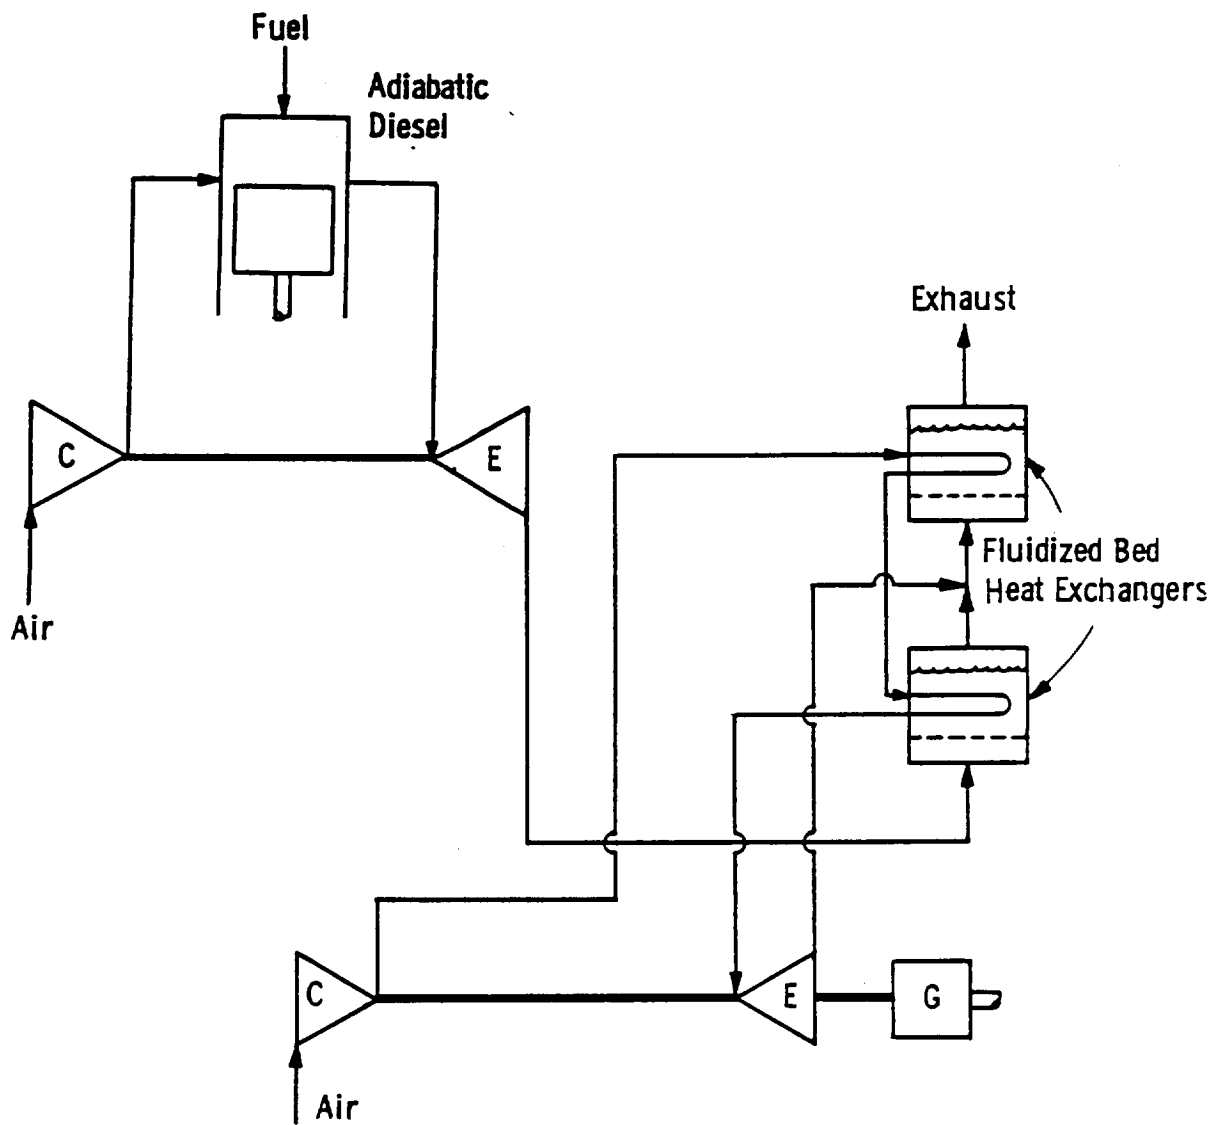 Fuel
Adiabatic
Diesel
Exhaust
C
E
Fluidized Bed
Heat Exchangers
Air
C
E
G
Air